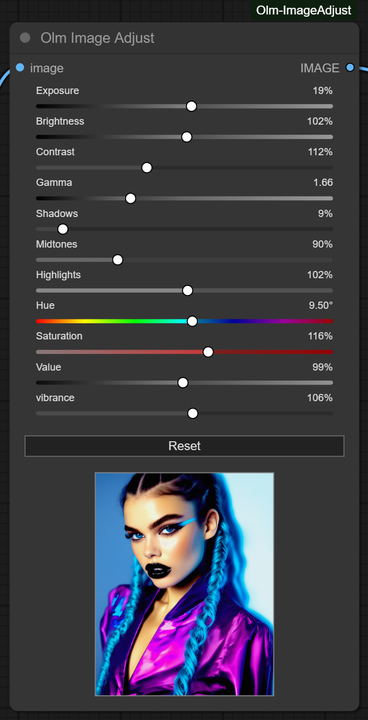 Olm-ImageAdjust
Olm Image Adjust
image IMAGE
Exposure 19%
Brightness 102%
Contrast 112%
Gamma 1.66
Shadows 9%
Midtones 90%
Highlights 102%
Hue 9.50°
Saturation 116%
Value 99%
vibrance 106%
Reset